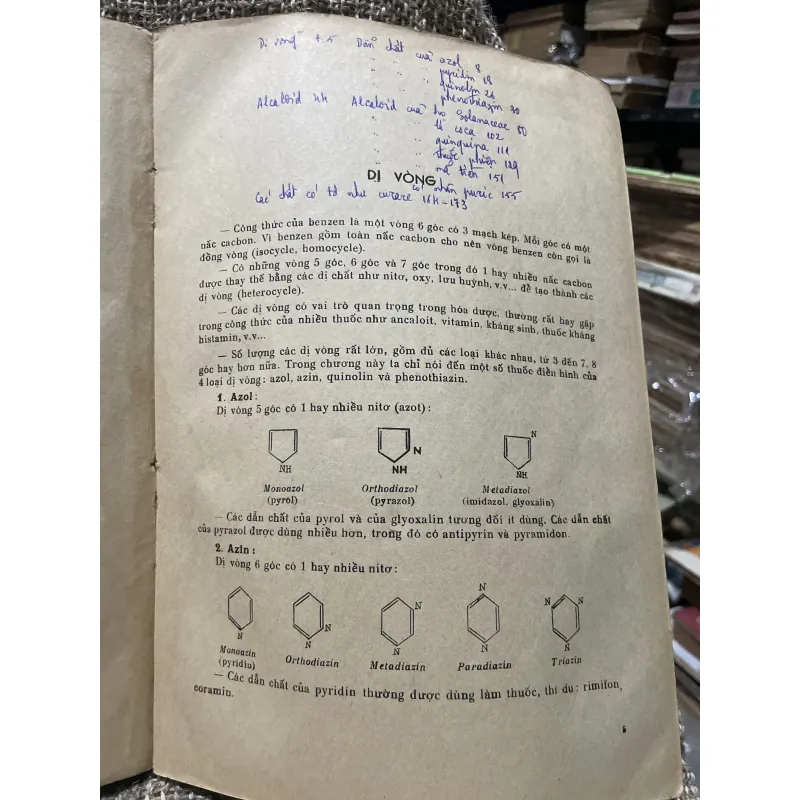 Dị vòng tr 5 Dẫn chất của azol 8
" " " pyridin 18
" " " quinolin 26
" " " phenothiazin 30
Alcaloid kk Alcaloid của họ Solanaceae 80
" " lá coca 102
" " quinquina 111
" " thuốc phiện 129
" " mã tiền 151
DỊ VÒNG
" " có nhân puric 155
Các chất có td như curare 164-173
— Công thức của benzen là một vòng 6 góc có 3 mạch kép. Mỗi góc có một
nấc cacbon. Vì benzen gồm toàn nấc cacbon cho nên vòng benzen còn gọi là
đồng vòng (isocycle, homocycle).
— Có những vòng 5 góc, 6 góc và 7 góc trong đó 1 hay nhiều nấc cacbon
được thay thế bằng các dị chất như nitơ, oxy, lưu huỳnh, v.v... để tạo thành các
dị vòng (heterocycle).
— Các dị vòng có vai trò quan trọng trong hóa dược, thường rất hay gặp
trong công thức của nhiều thuốc như ancaloit, vitamin, kháng sinh, thuốc kháng
histamin, v.v...
— Số lượng các dị vòng rất lớn, gồm đủ các loại khác nhau, từ 3 đến 7, 8
góc hay hơn nữa. Trong chương này ta chỉ nói đến một số thuốc điển hình của
4 loại dị vòng: azol, azin, quinolin và phenothiazin.
1. Azol:
Dị vòng 5 góc có 1 hay nhiều nitơ (azot):
N
N
NH
NH
NH
Monoazol Orthodiazol Metadiazol
(pyrol) (pyrazol) (imidazol, glyoxalin)
— Các dẫn chất của pyrol và của glyoxalin tương đối ít dùng. Các dẫn chất
của pyrazol được dùng nhiều hơn, trong đó có antipyrin và pyramidon.
2. Azin:
Dị vòng 6 góc có 1 hay nhiều nitơ:
N N N N
N
N N N N N
Monoazin Orthodiazin Metadiazin Paradiazin Triazin
(pyridin)
— Các dẫn chất của pyridin thường được dùng làm thuốc, thí dụ: rimifon,
coramin.
5